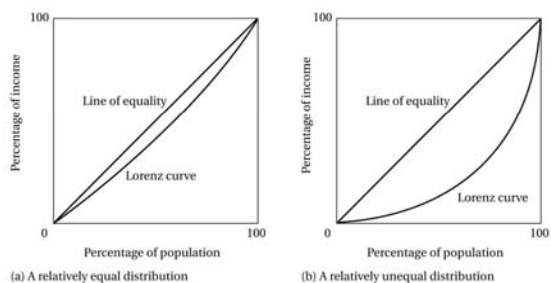 100
Percentage of income
Line of equality
Lorenz curve
0
100
Percentage of population
(a) A relatively equal distribution
100
Percentage of income
Line of equality
Lorenz curve
0
100
Percentage of population
(b) A relatively unequal distribution